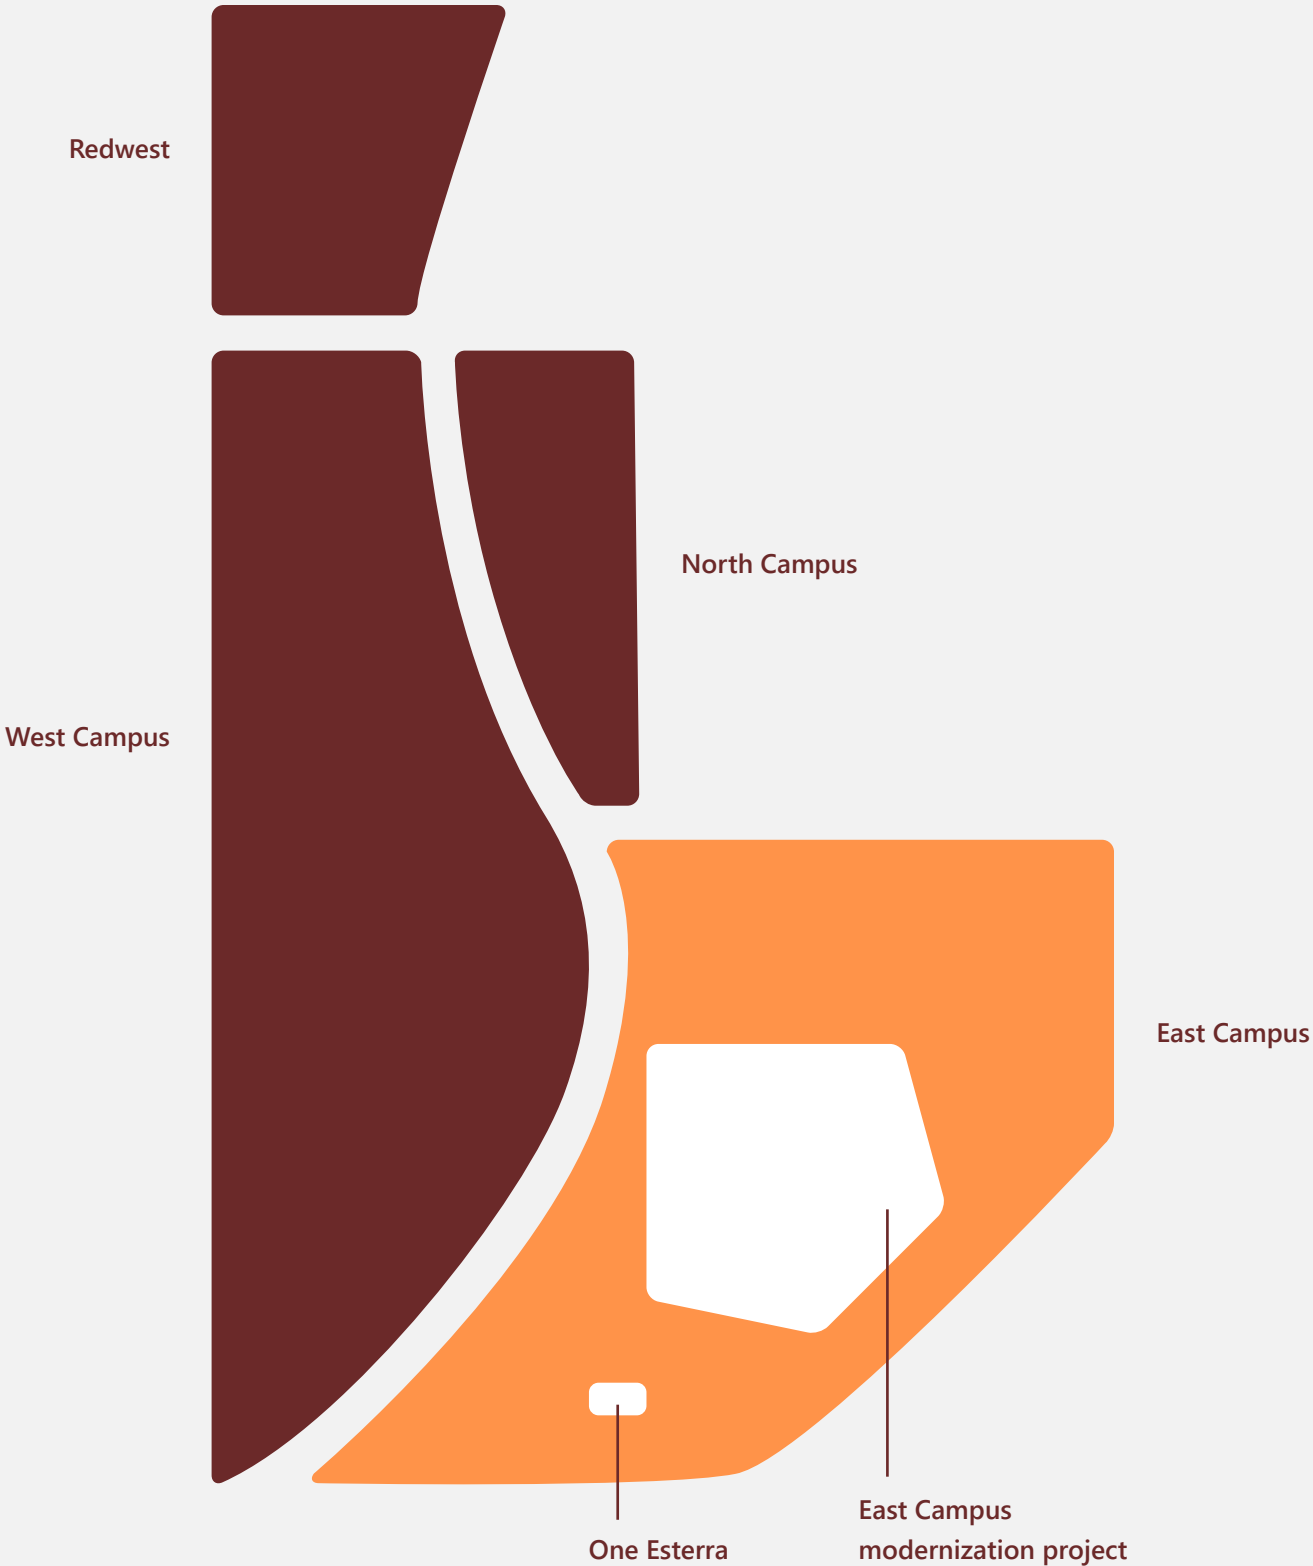 Redwest
North Campus
West Campus
East Campus
East Campus
modernization project
One Esterra